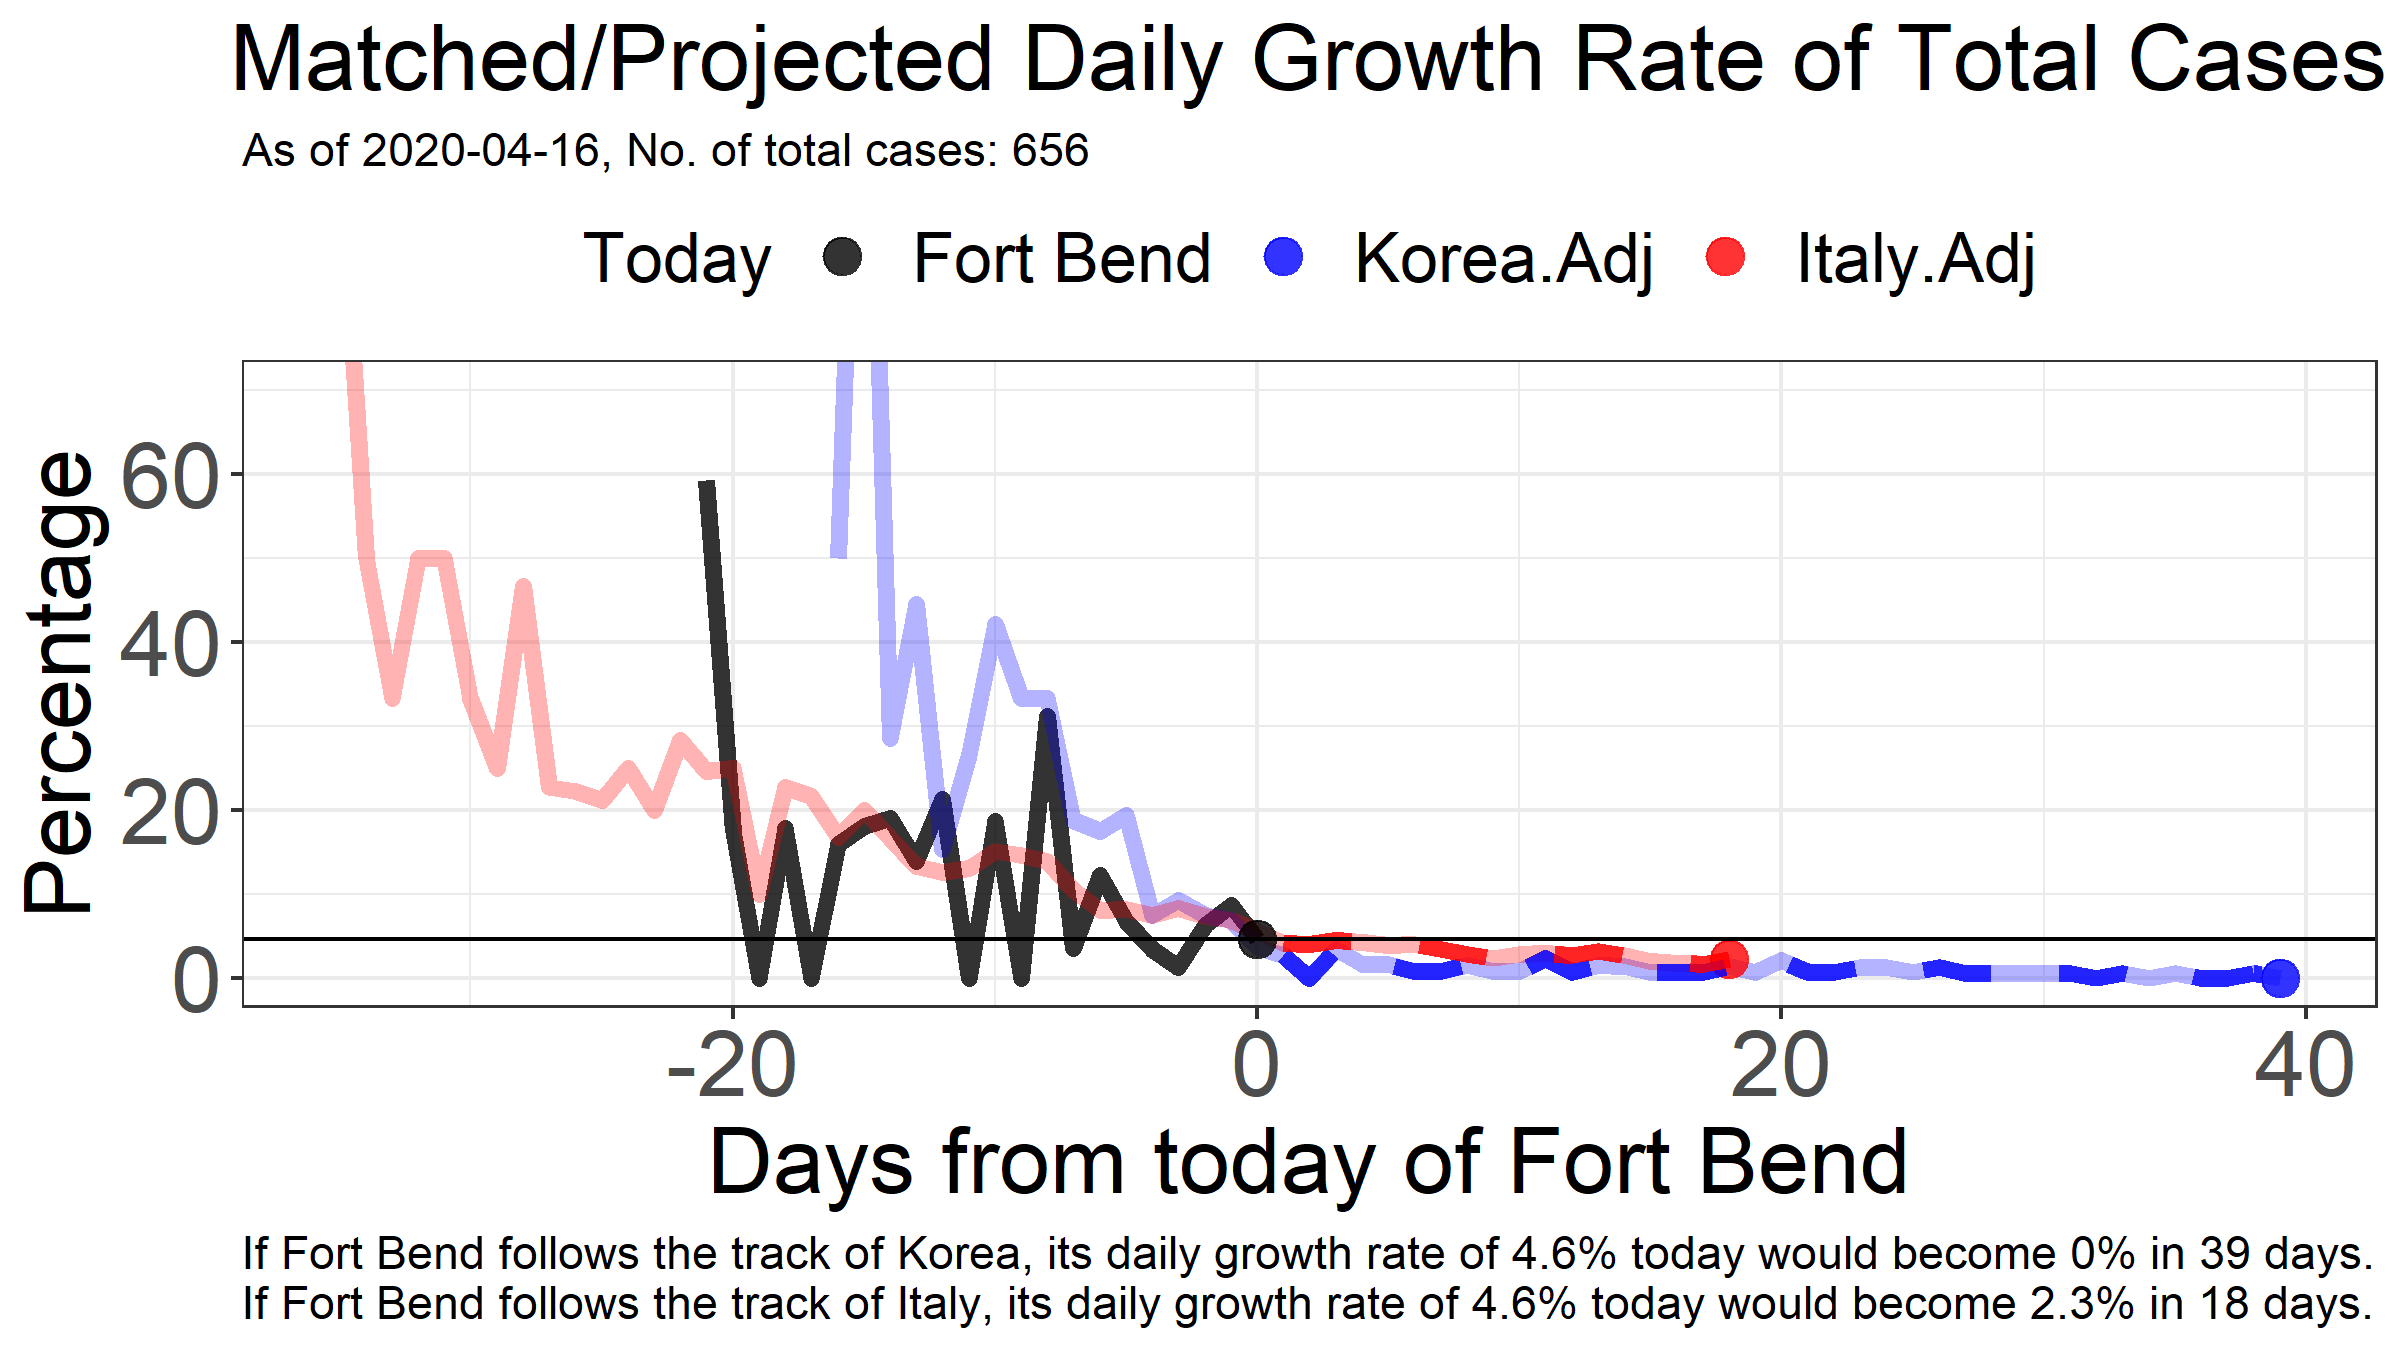 Matched/Projected Daily Growth Rate of Total Cases
As of 2020-04-16, No. of total cases: 656
Today Fort Bend Korea.Adj Italy.Adj
Percentage
60
40
20
0
-20 0 20 40
Days from today of Fort Bend
If Fort Bend follows the track of Korea, its daily growth rate of 4.6% today would become 0% in 39 days.
If Fort Bend follows the track of Italy, its daily growth rate of 4.6% today would become 2.3% in 18 days.